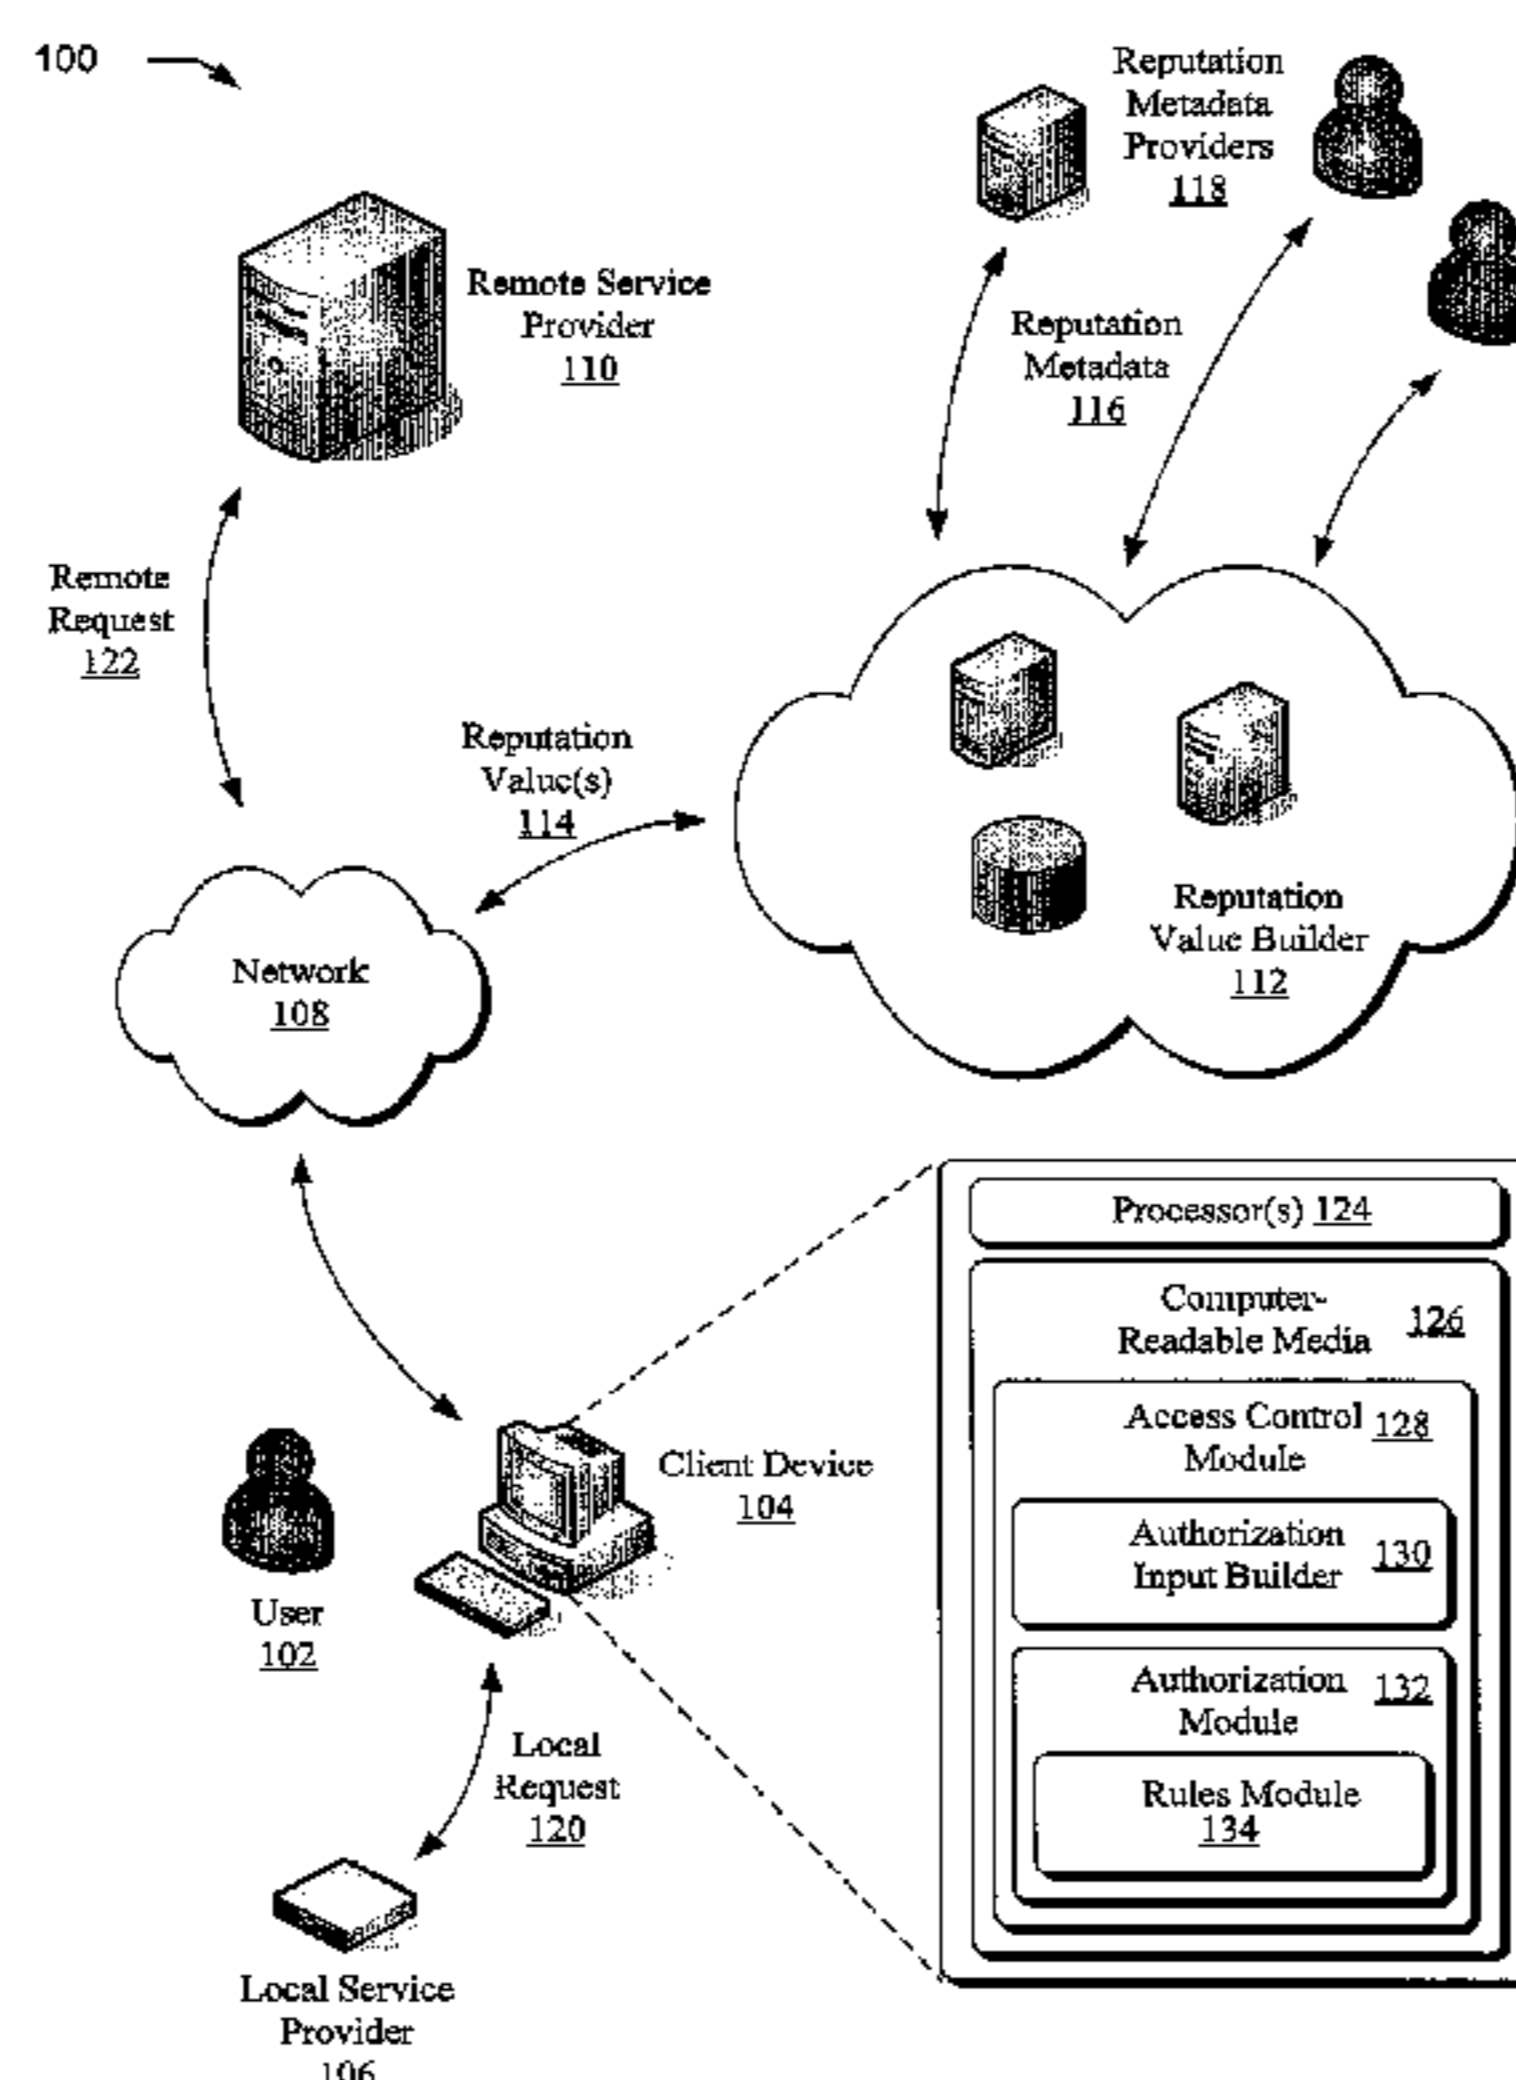 100
Reputation
Metadata
Providers
118
Remote Service
Provider
110
Reputation
Metadata
116
Remote
Request
122
Reputation
Value(s)
114
Reputation
Value Builder
112
Network
108
Processor(s) 124
Computer-
Readable Media
126
Access Control
Module
128
Authorization
Input Builder
130
Authorization
Module
132
Rules Module
134
Client Device
104
User
102
Local
Request
120
Local Service
Provider
106